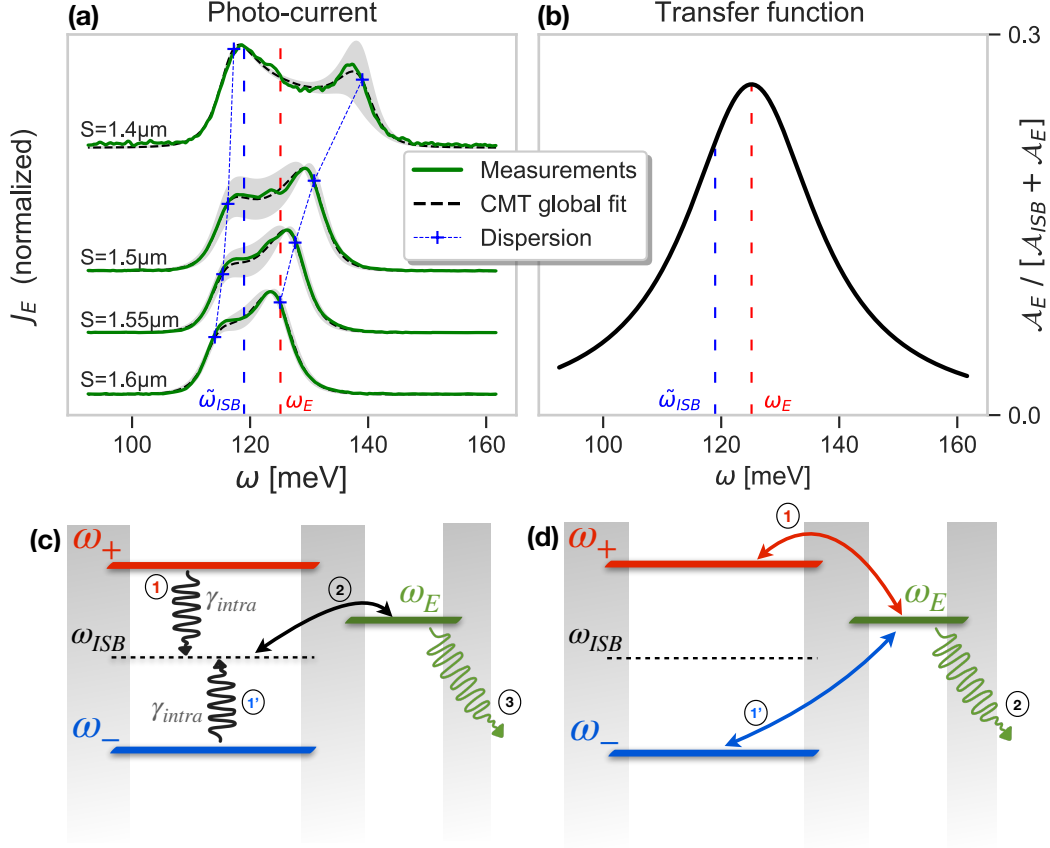 (a) Photo-current
J_E (normalized)
S=1.4μm
S=1.5μm
S=1.55μm
S=1.6μm
Measurements
CMT global fit
Dispersion
ω̃_ISB
ω_E
100 120 140 160
ω [meV]
(b) Transfer function
0.3
0.0
𝒜_E / [𝒜_ISB + 𝒜_E]
ω̃_ISB
ω_E
100 120 140 160
ω [meV]
(c)
ω_+
1
γ_intra
2
ω_E
ω_ISB
γ_intra
1'
3
ω_-
(d)
1
ω_+
ω_E
ω_ISB
1'
2
ω_-